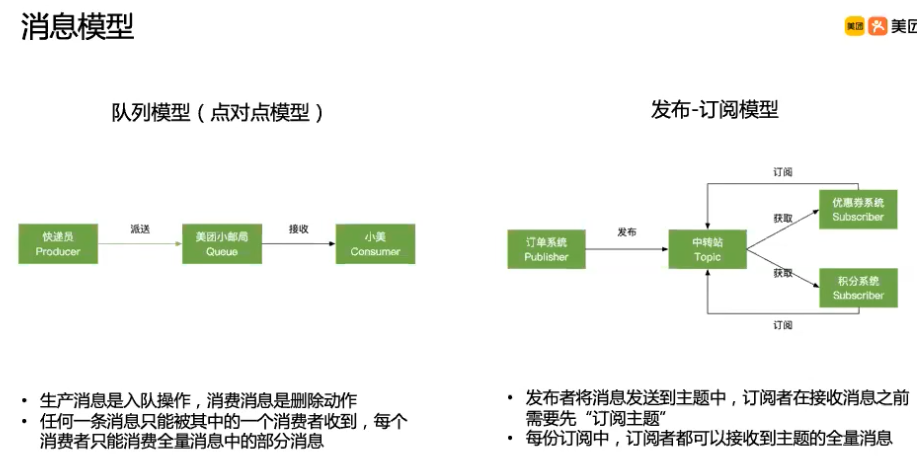 消息模型
美团
美团
队列模型（点对点模型）
快递员
Producer
派送
美团小邮局
Queue
接收
小美
Consumer
• 生产消息是入队操作，消费消息是删除动作
• 任何一条消息只能被其中的一个消费者收到，每个
消费者只能消费全量消息中的部分消息
发布-订阅模型
订阅
订单系统
Publisher
发布
中转站
Topic
获取
优惠券系统
Subscriber
获取
积分系统
Subscriber
订阅
• 发布者将消息发送到主题中，订阅者在接收消息之前
需要先“订阅主题”
• 每份订阅中，订阅者都可以接收到主题的全量消息